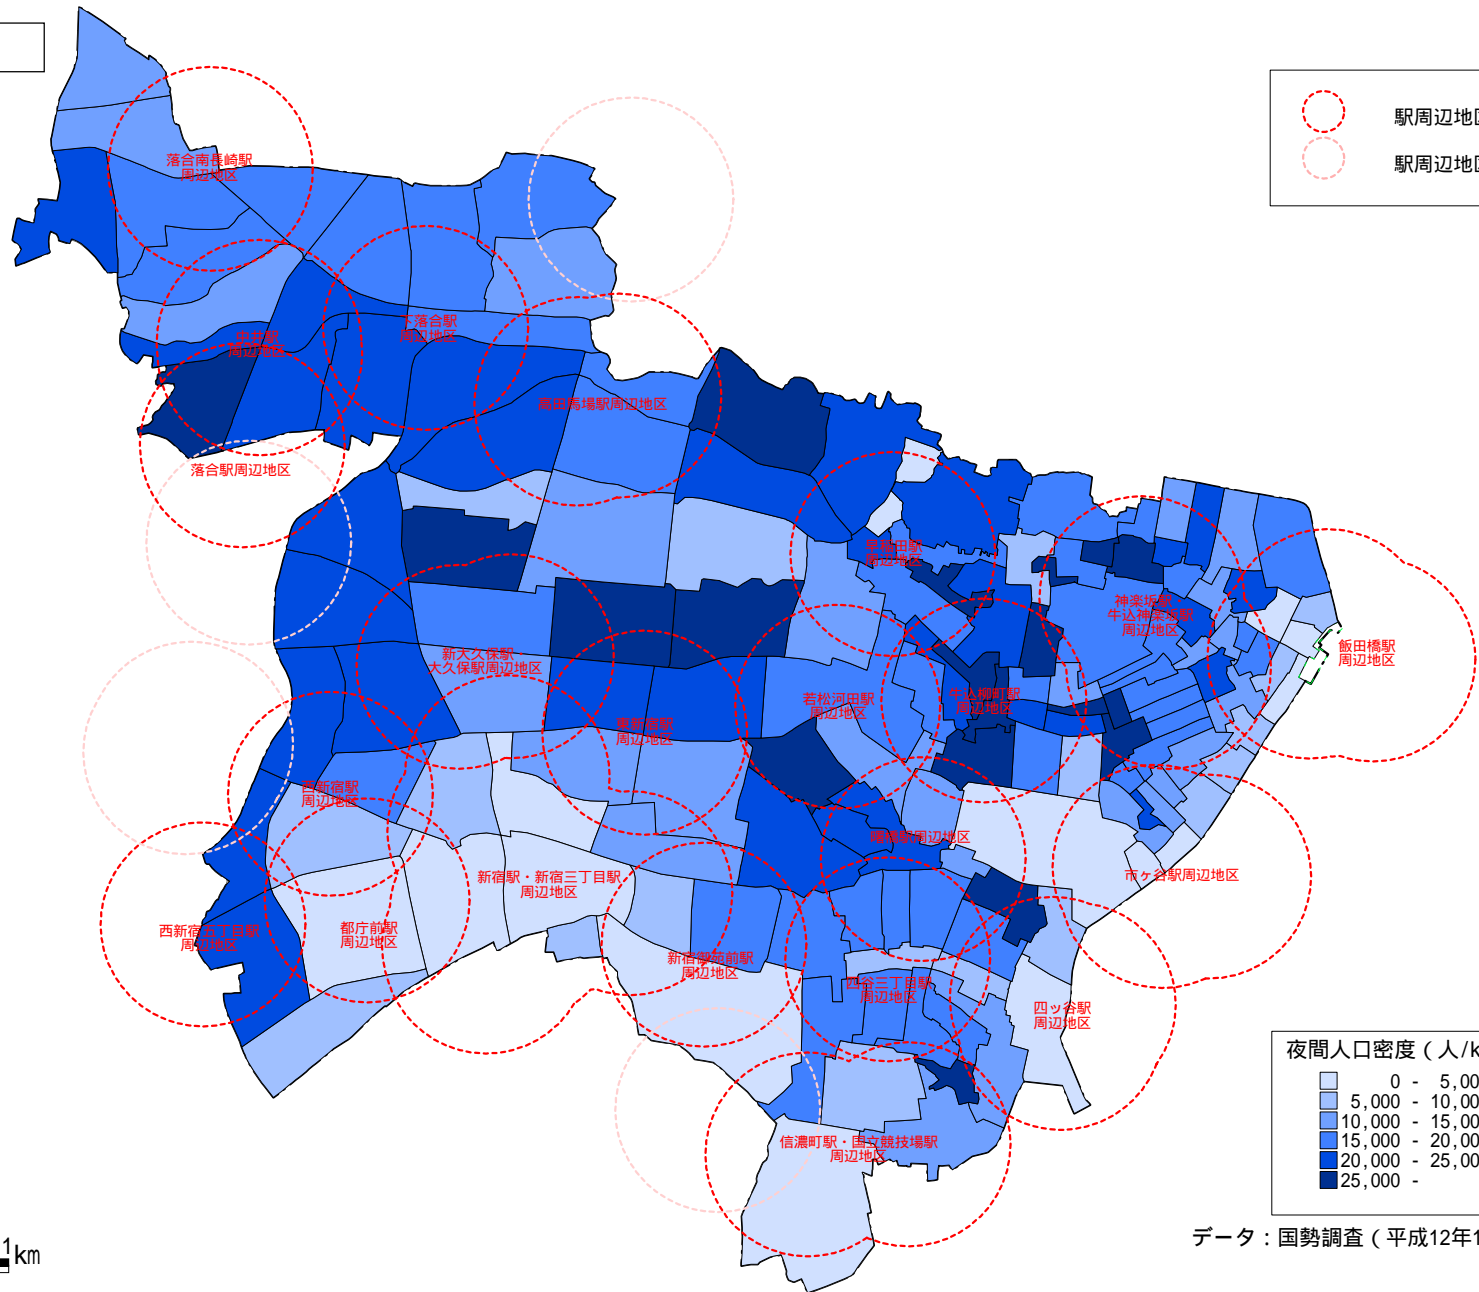 駅周辺地区
駅周辺地区
落合南長崎駅
周辺地区
中井駅
周辺地区
下落合駅
周辺地区
高田馬場駅周辺地区
落合駅周辺地区
早稲田駅
周辺地区
神楽坂駅
牛込神楽坂駅
周辺地区
飯田橋駅
周辺地区
新大久保駅・
大久保駅周辺地区
若松河田駅
周辺地区
牛込柳町駅
周辺地区
東新宿駅
周辺地区
西新宿駅
周辺地区
曙橋駅周辺地区
市ヶ谷駅周辺地区
新宿駅・新宿三丁目駅
周辺地区
西新宿五丁目駅
周辺地区
都庁前駅
周辺地区
新宿御苑前駅
周辺地区
四谷三丁目駅
周辺地区
四ッ谷駅
周辺地区
信濃町駅・国立競技場駅
周辺地区
夜間人口密度（人/k
0 - 5,00
5,000 - 10,00
10,000 - 15,00
15,000 - 20,00
20,000 - 25,00
25,000 -
データ：国勢調査（平成12年1
1km